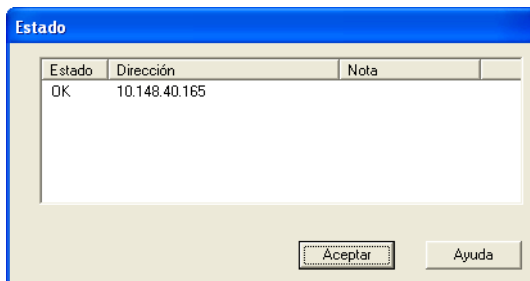 Estado
Estado Dirección Nota
OK 10.148.40.165
Aceptar Ayuda